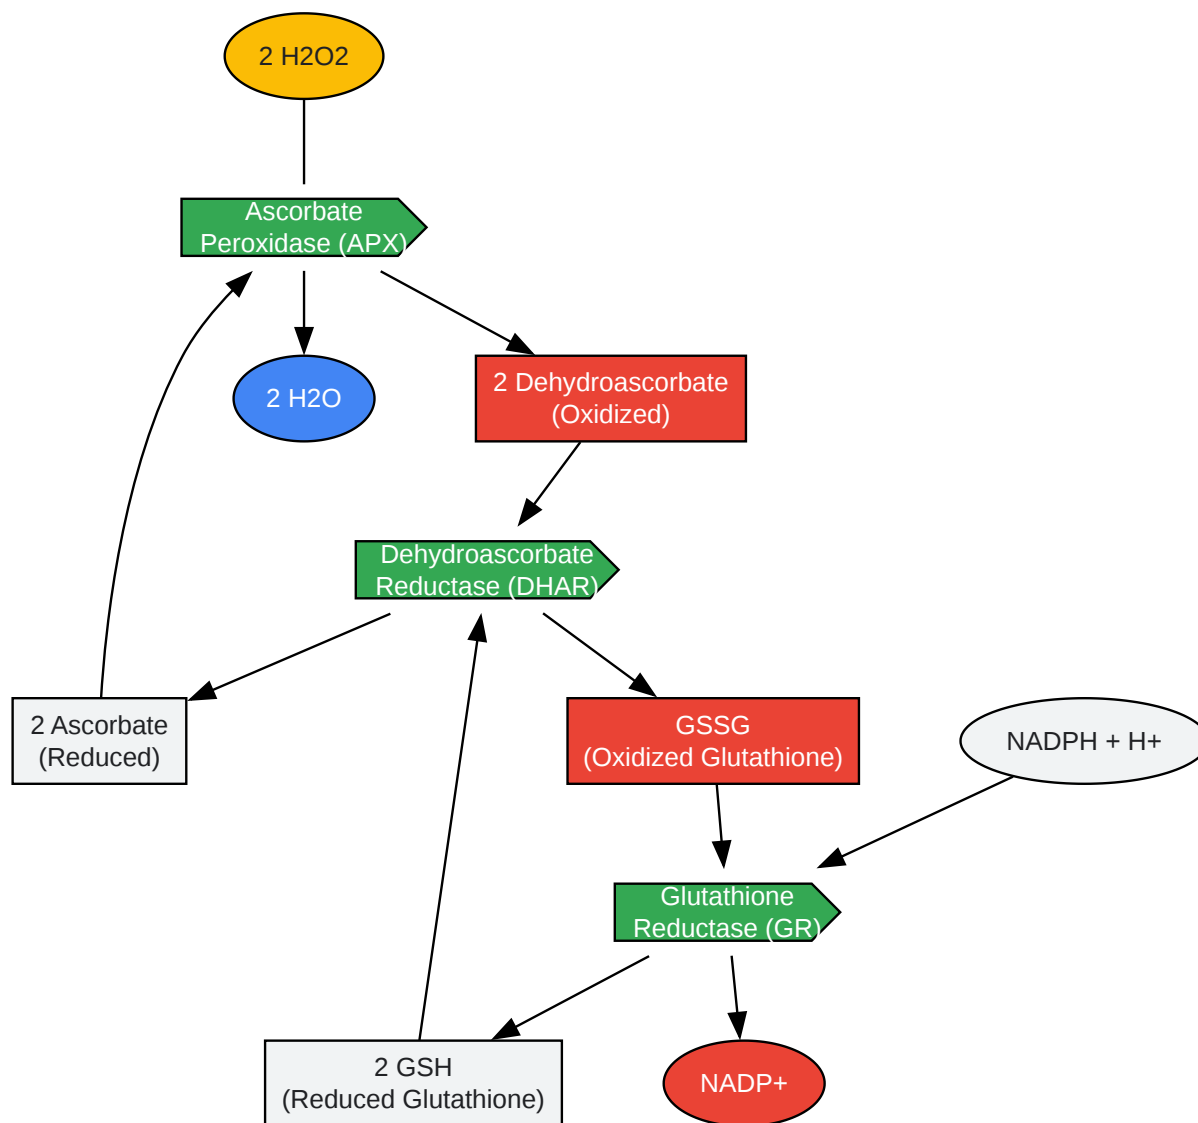 2 H2O2
Ascorbate
Peroxidase (APX)
2 H2O
2 Dehydroascorbate
(Oxidized)
Dehydroascorbate
Reductase (DHAR)
2 Ascorbate
(Reduced)
GSSG
(Oxidized Glutathione)
NADPH + H+
Glutathione
Reductase (GR)
2 GSH
(Reduced Glutathione)
NADP+